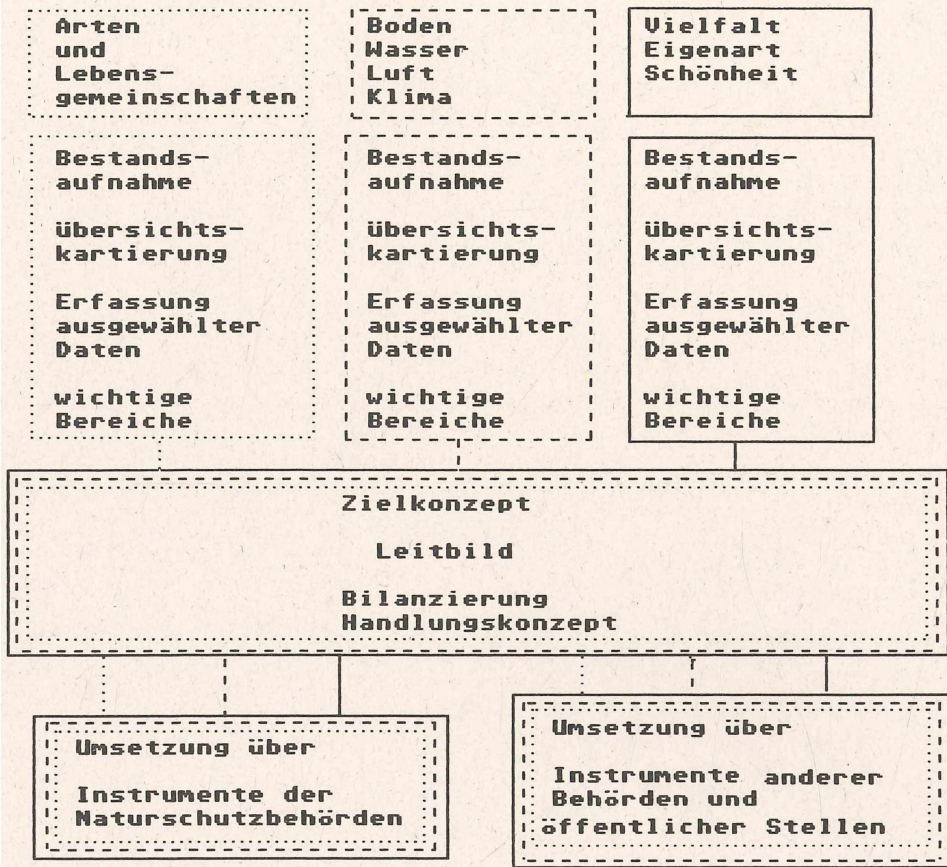 Arten
und
Lebens-
gemeinschaften
Boden
Wasser
Luft
Klima
Vielfalt
Eigenart
Schönheit
Bestands-
aufnahme
übersichts-
kartierung
Erfassung
ausgewählter
Daten
wichtige
Bereiche
Bestands-
aufnahme
übersichts-
kartierung
Erfassung
ausgewählter
Daten
wichtige
Bereiche
Bestands-
aufnahme
übersichts-
kartierung
Erfassung
ausgewählter
Daten
wichtige
Bereiche
Zielkonzept
Leitbild
Bilanzierung
Handlungskonzept
Umsetzung über
Instrumente der
Naturschutzbehörden
Umsetzung über
Instrumente anderer
Behörden und
öffentlicher Stellen